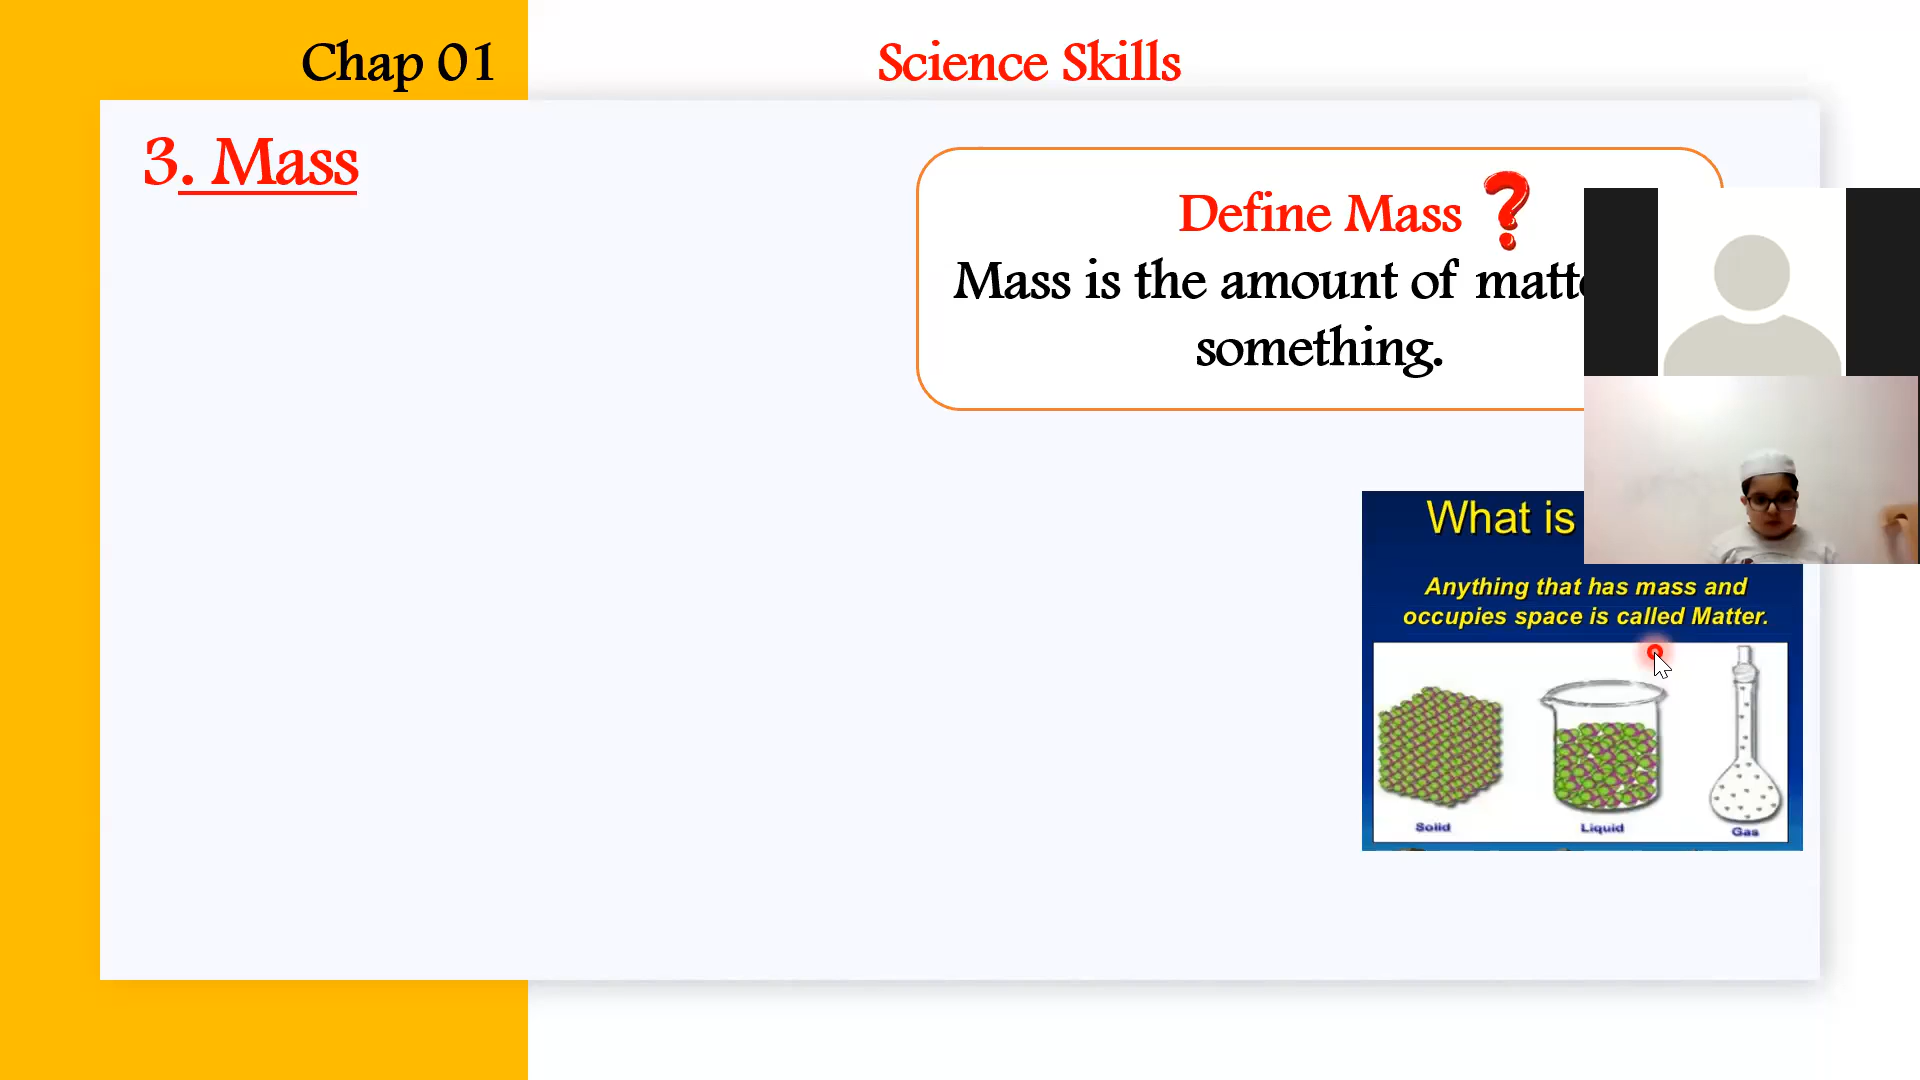 Chap 01
Science Skills
3. Mass
Define Mass ❓
Mass is the amount of
something.
What is
Anything that has mass and
occupies space is called Matter.
Solid
Liquid
Gas